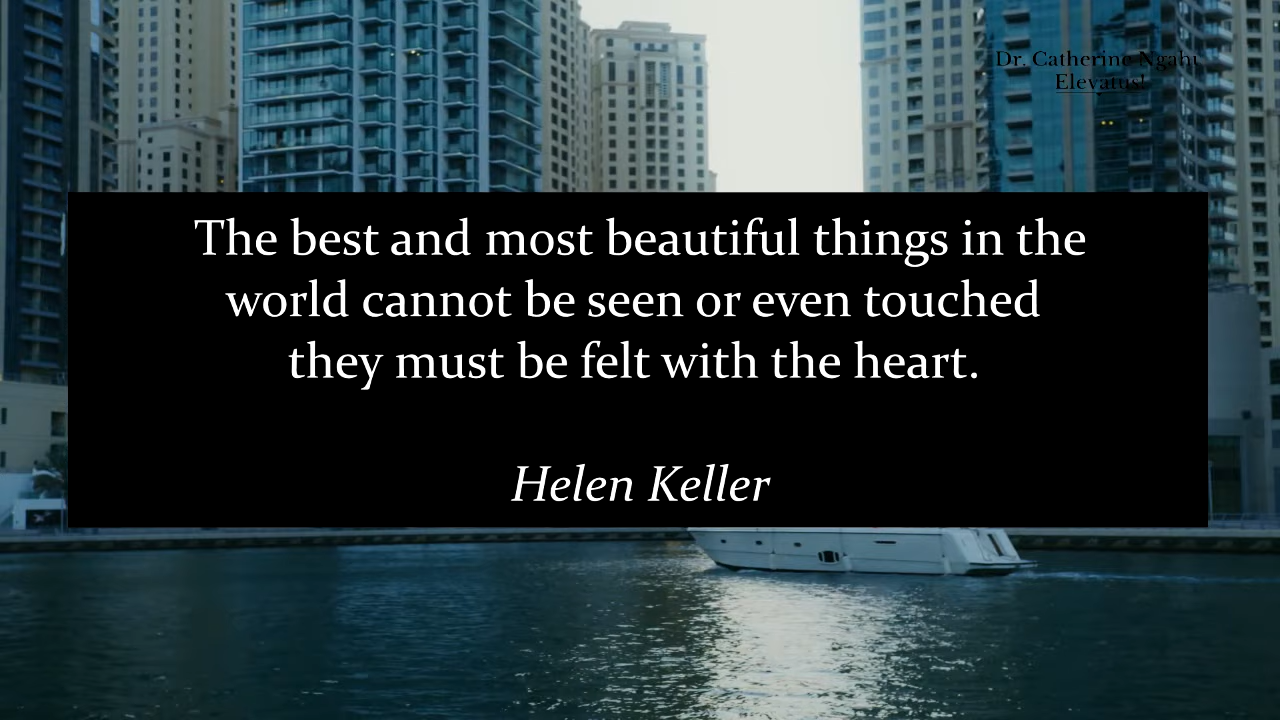 Dr. Catherine Ngahu
Elevatus!
The best and most beautiful things in the
world cannot be seen or even touched
they must be felt with the heart.
Helen Keller